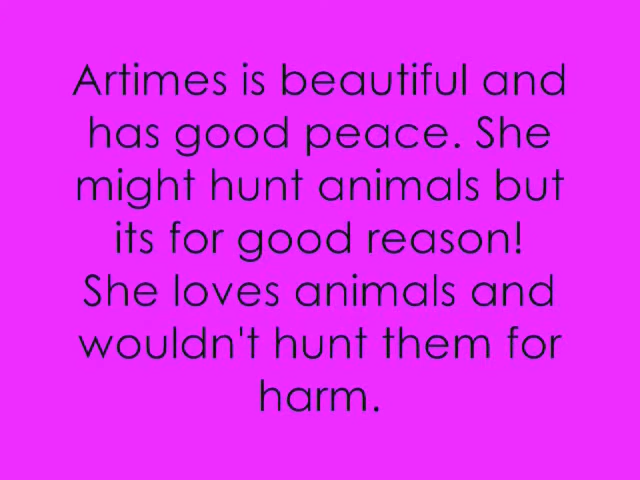 Artimes is beautiful and
has good peace. She
might hunt animals but
its for good reason!
She loves animals and
wouldn't hunt them for
harm.